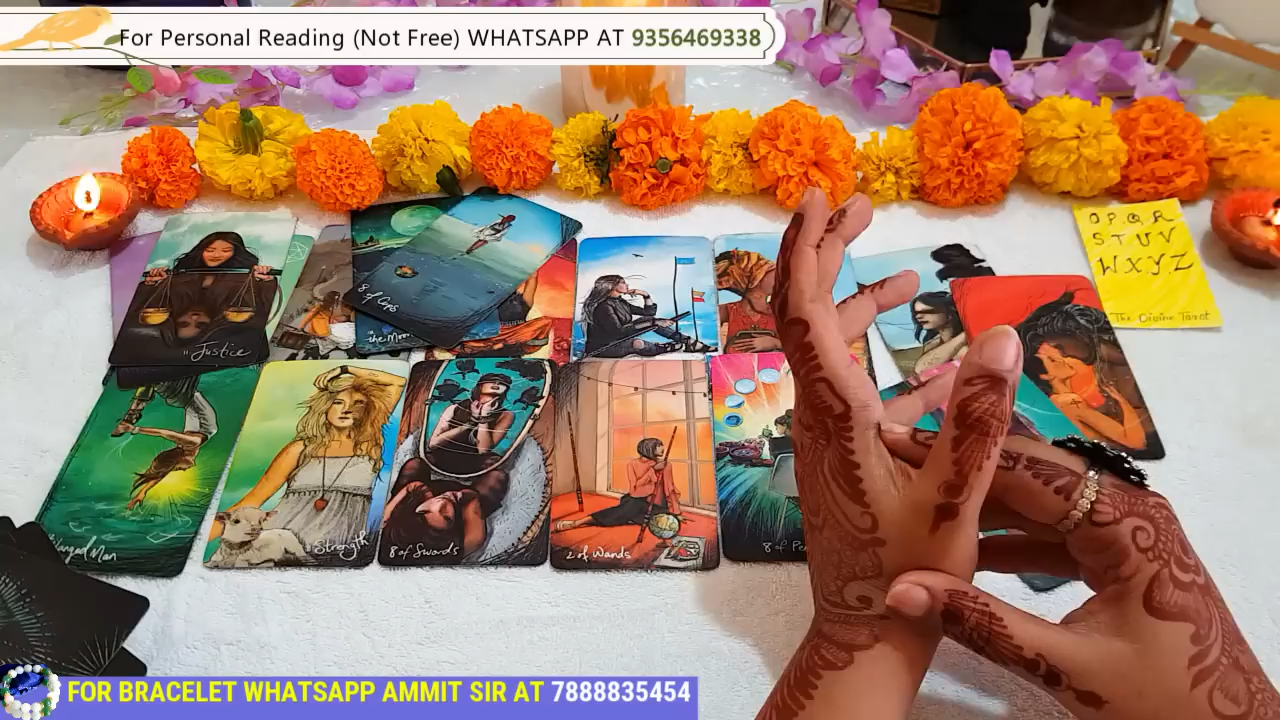 For Personal Reading (Not Free) WHATSAPP AT 9356469338
O P Q R
S T U V
W X Y Z
The Divine Tarot
Justice
8 of Cups
the Moon
Hanged Man
Strength
8 of Swords
2 of Wands
8 of
FOR BRACELET WHATSAPP AMMIT SIR AT 7888835454